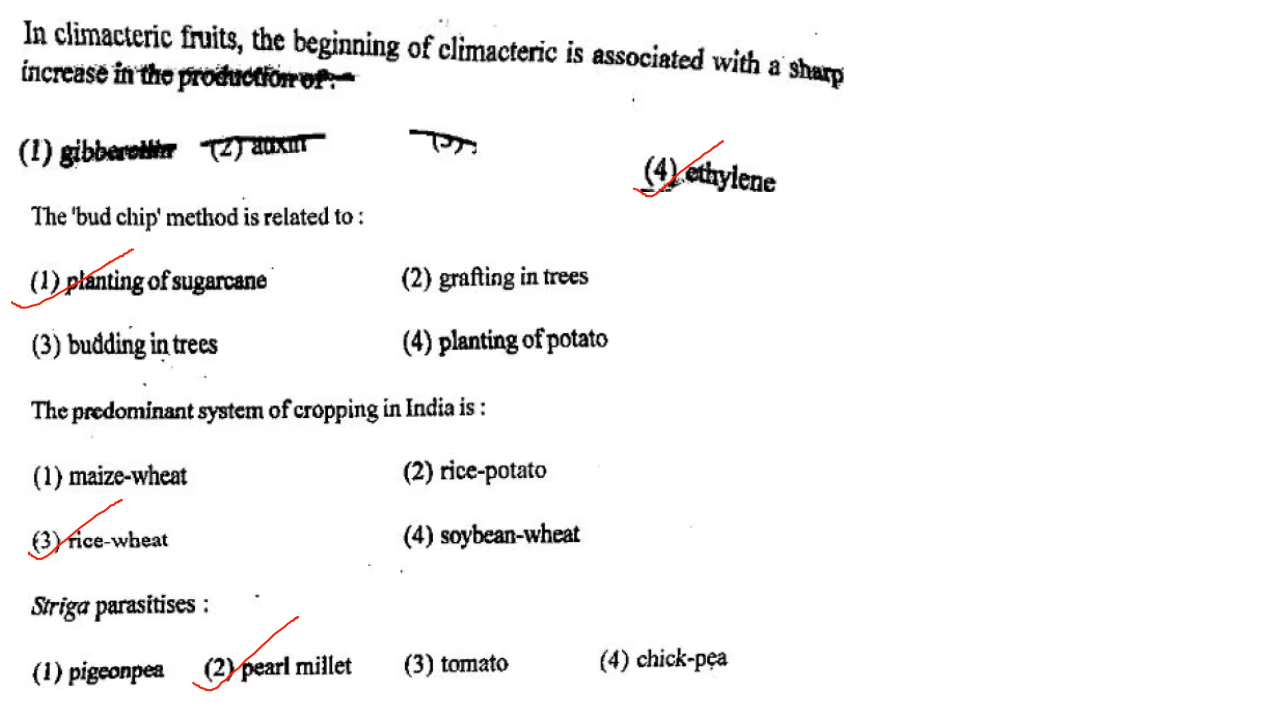 In climacteric fruits, the beginning of climacteric is associated with a sharp
increase in the production of :
(1) gibberellin (2) auxin (3) (4) ethylene
The 'bud chip' method is related to :
(1) planting of sugarcane (2) grafting in trees
(3) budding in trees (4) planting of potato
The predominant system of cropping in India is :
(1) maize-wheat (2) rice-potato
(3) rice-wheat (4) soybean-wheat
Striga parasitises :
(1) pigeonpea (2) pearl millet (3) tomato (4) chick-pea